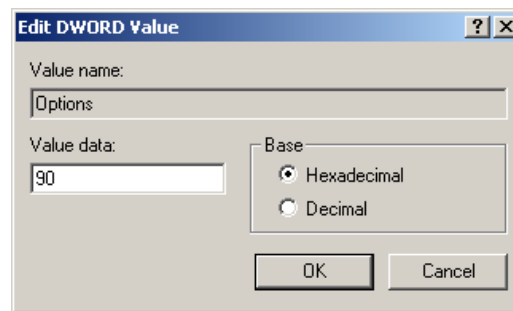 Edit DWORD Value
Value name:
Options
Value data:
90
Base
Hexadecimal
Decimal
OK Cancel